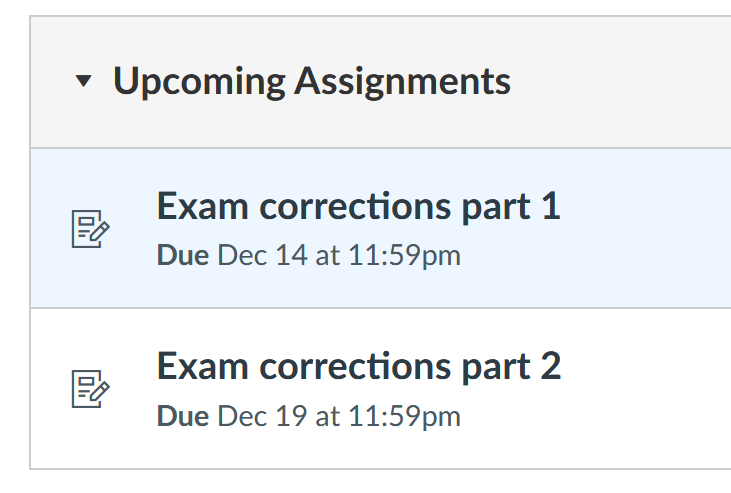 Upcoming Assignments
Exam corrections part 1
Due Dec 14 at 11:59pm
Exam corrections part 2
Due Dec 19 at 11:59pm